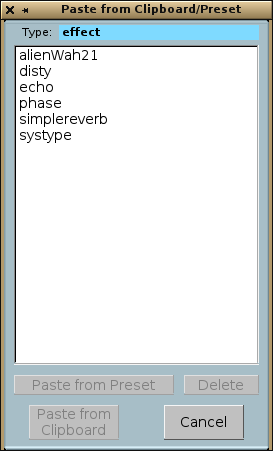 Paste from Clipboard/Preset
Type: effect
alienWah21
disty
echo
phase
simplereverb
systype
Paste from Preset Delete
Paste from
Clipboard
Cancel